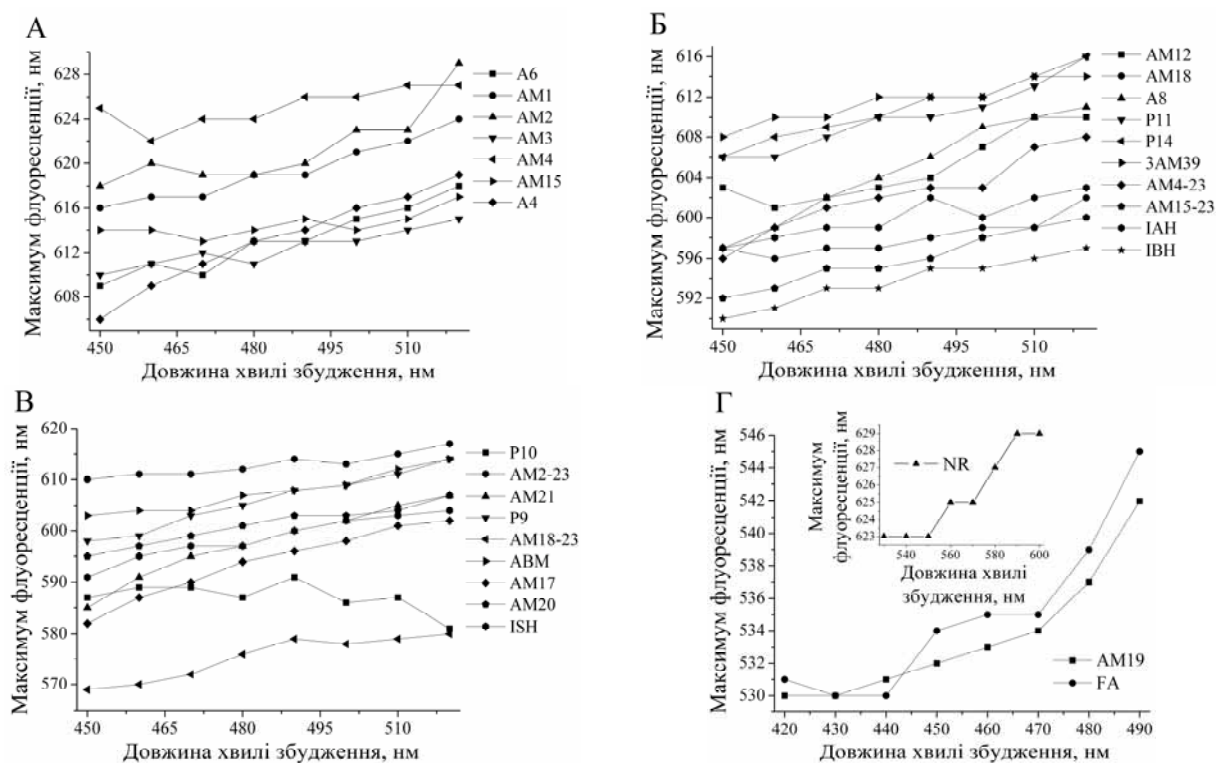 А
Максимум флуоресценції, нм
628
624
620
616
612
608
450 465 480 495 510
Довжина хвилі збудження, нм
A6
AM1
AM2
AM3
AM4
AM15
A4
Б
Максимум флуоресценції, нм
616
612
608
604
600
596
592
450 465 480 495 510
Довжина хвилі збудження, нм
AM12
AM18
A8
P11
P14
3AM39
AM4-23
AM15-23
IAH
IBH
В
Максимум флуоресценції, нм
620
610
600
590
580
570
450 465 480 495 510
Довжина хвилі збудження, нм
P10
AM2-23
AM21
P9
AM18-23
ABM
AM17
AM20
ISH
Г
Максимум флуоресценції, нм
546
544
542
540
538
536
534
532
530
420 430 440 450 460 470 480 490
Довжина хвилі збудження, нм
AM19
FA
Максимум
флуоресценції, нм
629
628
627
626
625
624
623
540 560 580 600
Довжина хвилі
збудження, нм
NR